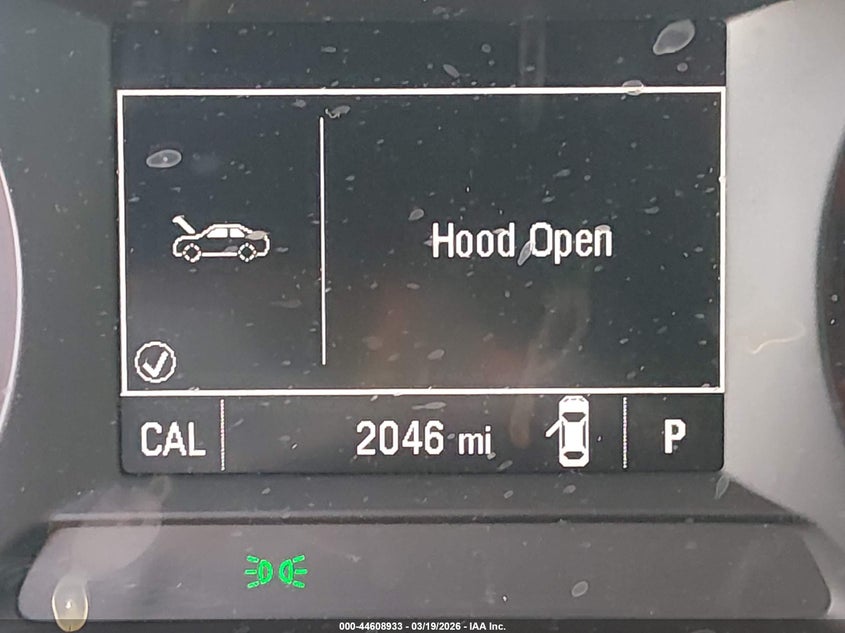 Hood Open
CAL 2046 mi P
000-44608933 - 03/19/2026 - IAA Inc.